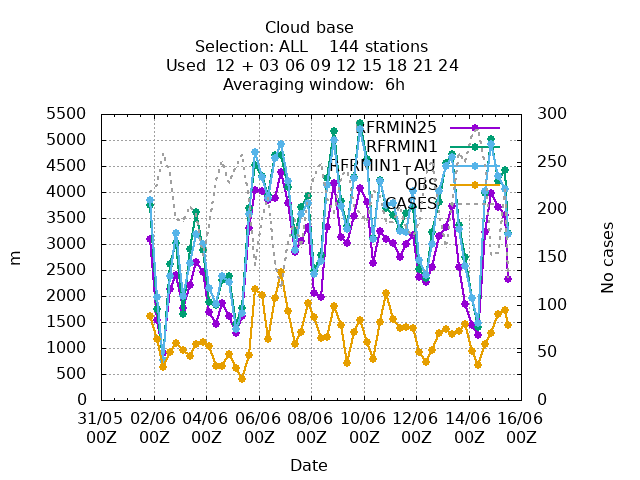 Cloud base
Selection: ALL    144 stations
Used  12 + 03 06 09 12 15 18 21 24
Averaging window:  6h
RFRMIN25
RFRMIN1
RFRMIN1_AU
OBS
CASES
5500
5000
4500
4000
3500
3000
2500
2000
1500
1000
500
0
300
250
200
150
100
50
0
m
No cases
31/05 02/06 04/06 06/06 08/06 10/06 12/06 14/06 16/06
00Z 00Z 00Z 00Z 00Z 00Z 00Z 00Z 00Z
Date